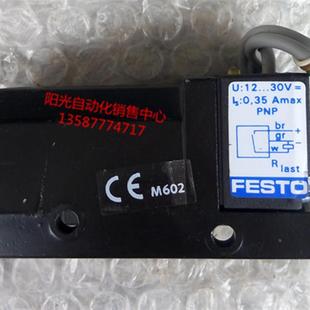 阳光自动化销售中心
13587774717
U:12...30V=
I₅:0,35 Amax
PNP
br
gr
w
+
-
R last
FESTO
CE M602